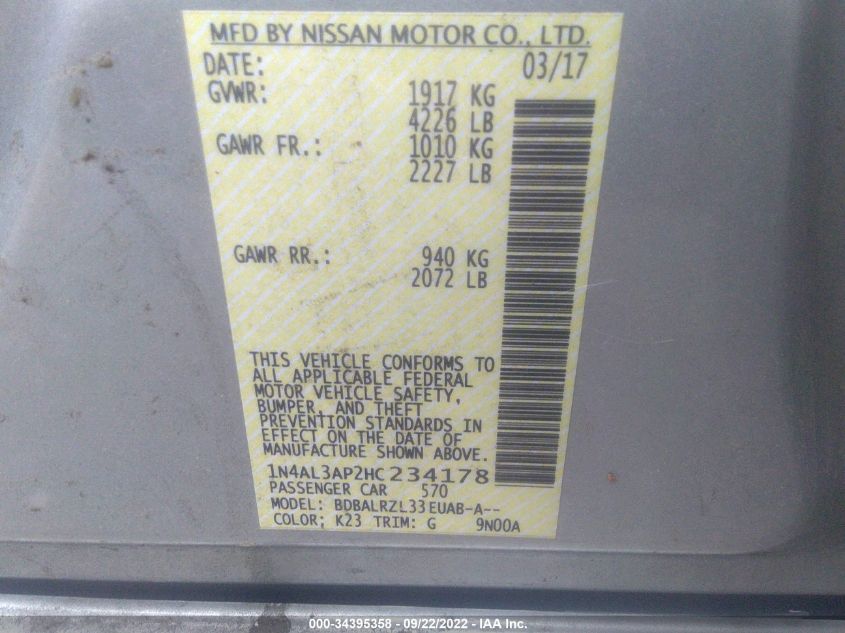 MFD BY NISSAN MOTOR CO., LTD.
DATE: 03/17
GVWR: 1917 KG
4226 LB
GAWR FR.: 1010 KG
2227 LB
GAWR RR.: 940 KG
2072 LB
THIS VEHICLE CONFORMS TO
ALL APPLICABLE FEDERAL
MOTOR VEHICLE SAFETY,
BUMPER, AND THEFT
PREVENTION STANDARDS IN
EFFECT ON THE DATE OF
MANUFACTURE SHOWN ABOVE.
1N4AL3AP2HC234178
PASSENGER CAR 570
MODEL: BDBALRZL33EUAB-A--
COLOR; K23 TRIM: G 9N00A
000-34395358 - 09/22/2022 - IAA Inc.